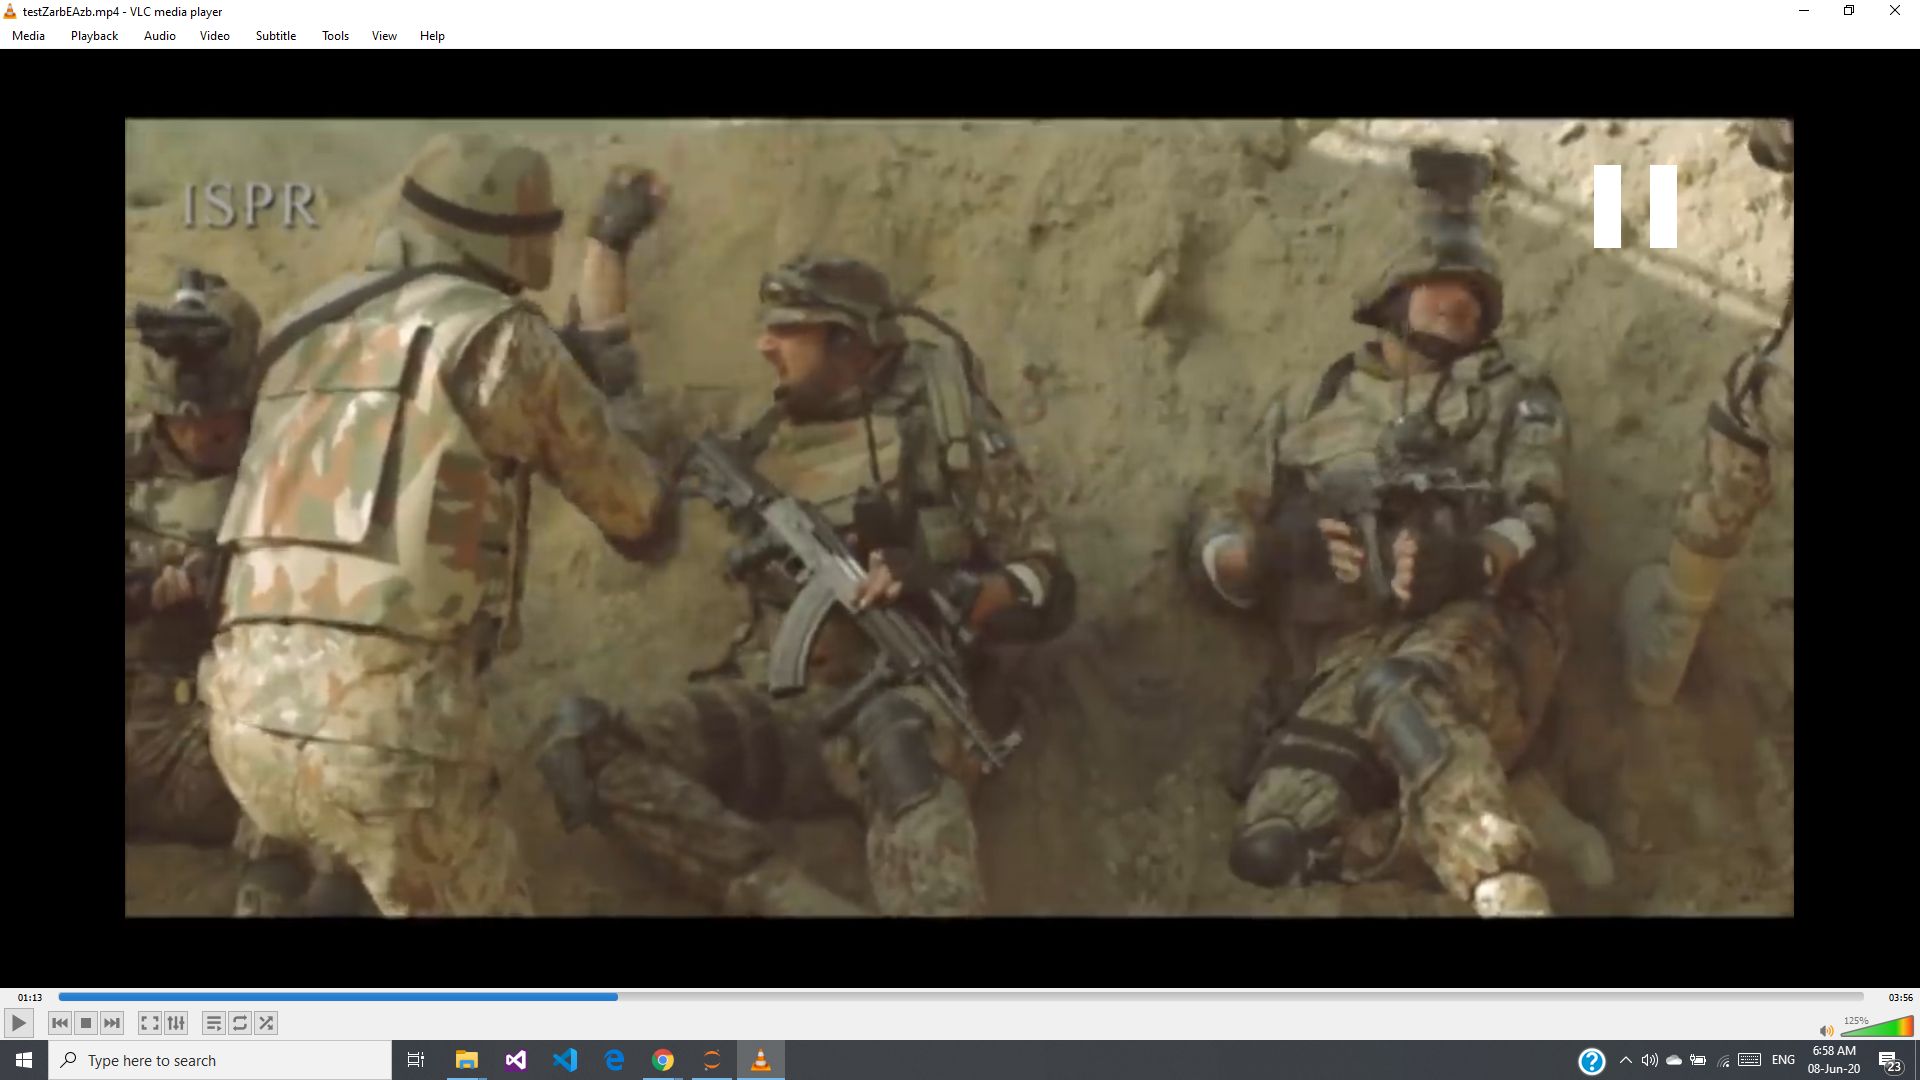 testZarbEAzb.mp4 - VLC media player
Media Playback Audio Video Subtitle Tools View Help
ISPR
01:13 03:56
125%
Type here to search
ENG
6:58 AM
08-Jun-20
23